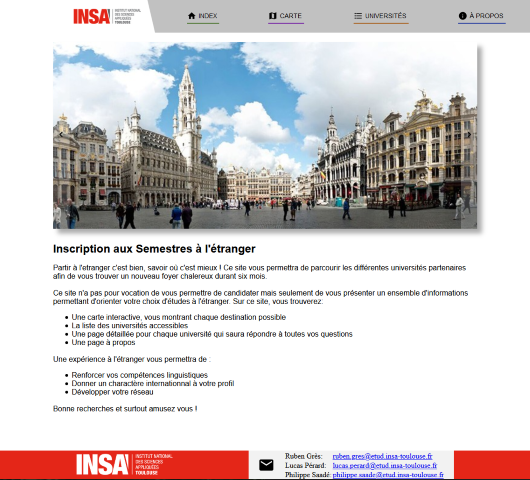 INSA INSTITUT NATIONAL
DES SCIENCES
APPLIQUÉES
TOULOUSE
INDEX CARTE UNIVERSITÉS À PROPOS
Inscription aux Semestres à l'étranger
Partir à l'etranger c'est bien, savoir où c'est mieux ! Ce site vous permettra de parcourir les différentes universités partenaires
afin de vous trouver un nouveau foyer chaleureux durant six mois.
Ce site n'a pas pour vocation de vous permettre de candidater mais seulement de vous présenter un ensemble d'informations
permettant d'orienter votre choix d'études à l'étranger. Sur ce site, vous trouverez:
• Une carte interactive, vous montrant chaque destination possible
• La liste des universités accessibles
• Une page détaillée pour chaque université qui saura répondre à toutes vos questions
• Une page à propos
Une expérience à l'étranger vous permettra de :
• Renforcer vos compétences linguistiques
• Donner un charactère internationnal à votre profil
• Développer votre réseau
Bonne recherches et surtout amusez vous !
INSA INSTITUT NATIONAL
DES SCIENCES
APPLIQUÉES
TOULOUSE
Ruben Grès: ruben.gres@etud.insa-toulouse.fr
Lucas Pérard: lucas.perard@etud.insa-toulouse.fr
Philippe Saadé: philippe.saade@etud.insa-toulouse.fr